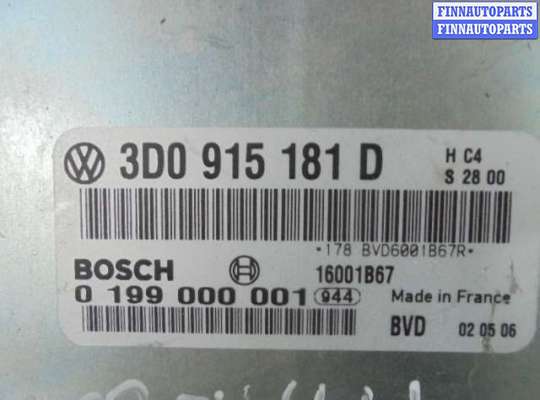 FINNAUTOPARTS
FINNAUTOPARTS
3D0 915 181 D
H C4
S 28 00
*178 BVD6001B67R*
BOSCH
16001B67
0 199 000 001 944 Made in France
BVD 02 05 06